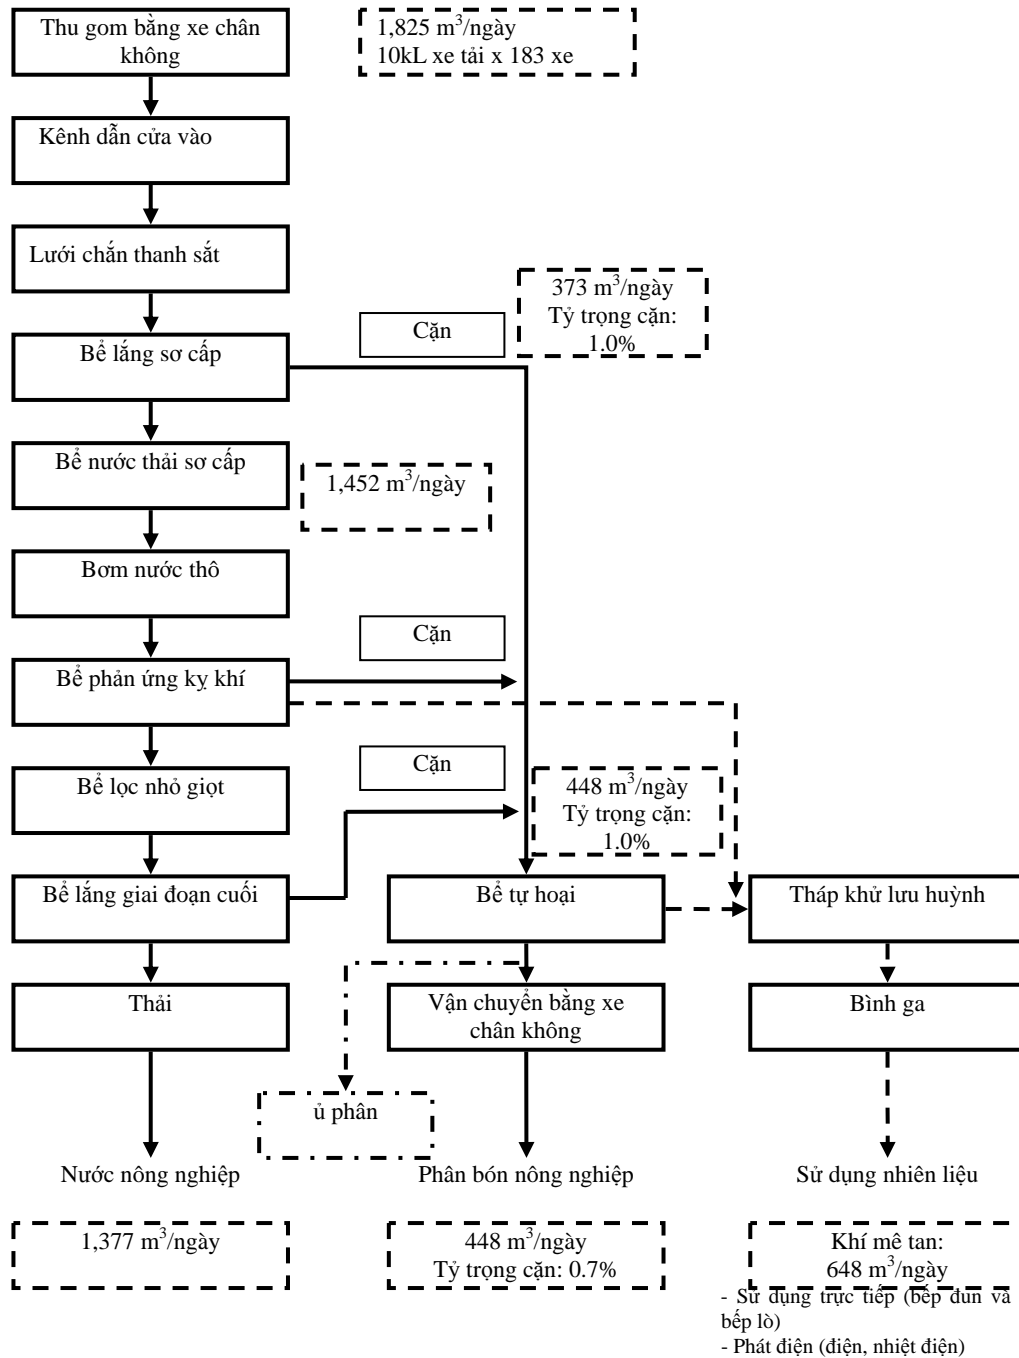 Thu gom bằng xe chân
không
1,825 m³/ngày
10kL xe tải x 183 xe
Kênh dẫn cửa vào
Lưới chắn thanh sắt
373 m³/ngày
Tỷ trọng cặn:
1.0%
Cặn
Bể lắng sơ cấp
Bể nước thải sơ cấp
1,452 m³/ngày
Bơm nước thô
Cặn
Bể phản ứng kỵ khí
Cặn
Bể lọc nhỏ giọt
448 m³/ngày
Tỷ trọng cặn:
1.0%
Bể lắng giai đoạn cuối
Bể tự hoại
Tháp khử lưu huỳnh
Thải
Vận chuyển bằng xe
chân không
Bình ga
ủ phân
Nước nông nghiệp
Phân bón nông nghiệp
Sử dụng nhiên liệu
1,377 m³/ngày
448 m³/ngày
Tỷ trọng cặn: 0.7%
Khí mê tan:
648 m³/ngày
- Sử dụng trực tiếp (bếp đun và
bếp lò)
- Phát điện (điện, nhiệt điện)